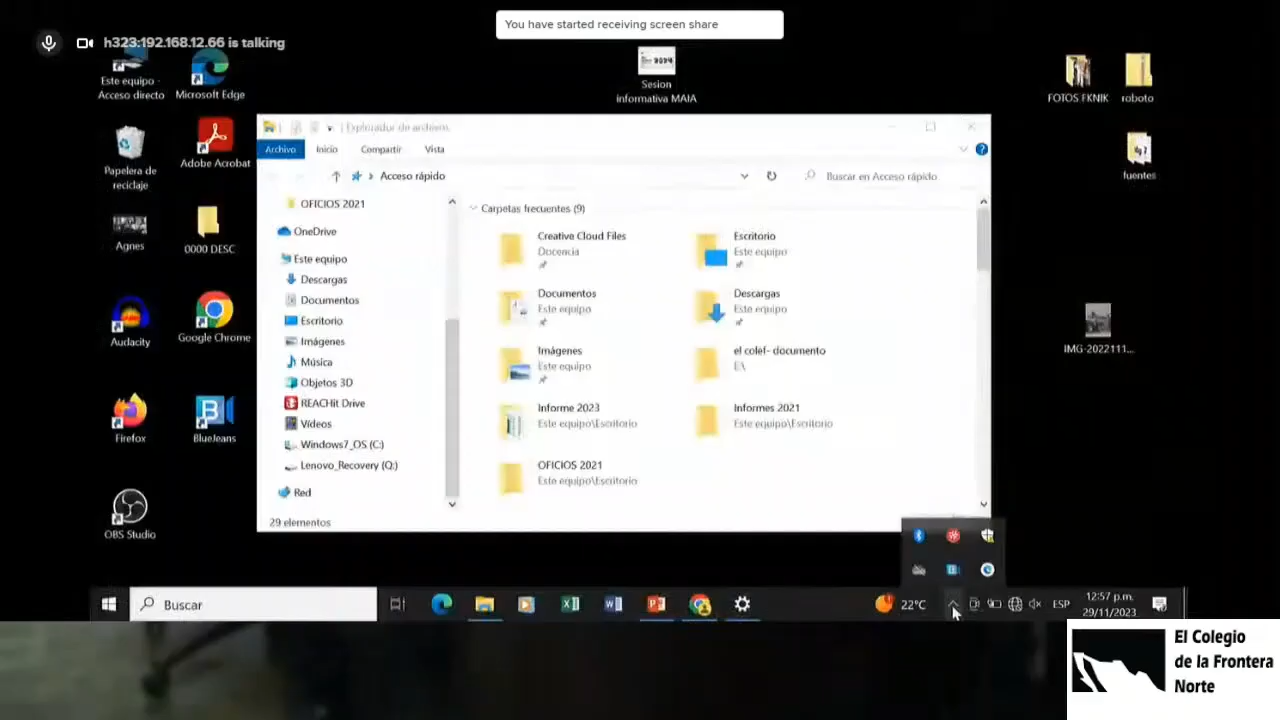 You have started receiving screen share
h323:192.168.12.66 is talking
Este equipo -
Acceso directo
Microsoft Edge
Sesion
informativa MAIA
FOTOS FKNIK
roboto
Papelera de
reciclaje
Adobe Acrobat
fuentes
Agnes
0000 DESC
Audacity
Google Chrome
IMG-2022111...
Firefox
BlueJeans
OBS Studio
Explorador de archivos
Archivo
Inicio
Compartir
Vista
Acceso rápido
Buscar en Acceso rápido
OFICIOS 2021
OneDrive
Este equipo
Descargas
Documentos
Escritorio
Imágenes
Música
Objetos 3D
REACHit Drive
Vídeos
Windows7_OS (C:)
Lenovo_Recovery (Q:)
Red
29 elementos
Carpetas frecuentes (9)
Creative Cloud Files
Docencia
Escritorio
Este equipo
Documentos
Este equipo
Descargas
Este equipo
Imágenes
Este equipo
el colef- documento
E:\
Informe 2023
Este equipo\Escritorio
Informes 2021
Este equipo\Escritorio
OFICIOS 2021
Este equipo\Escritorio
Buscar
22°C
ESP
12:57 p.m.
29/11/2023
El Colegio
de la Frontera
Norte